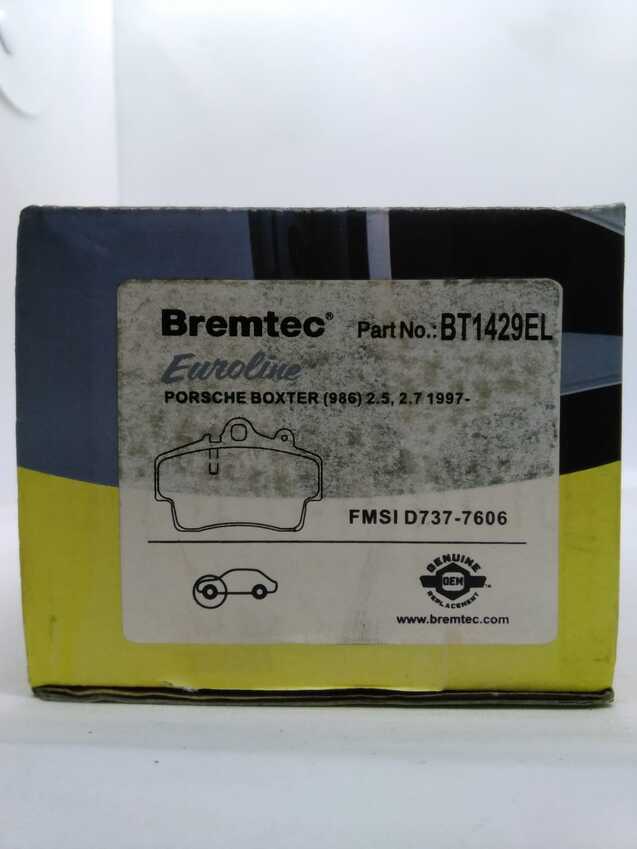 Bremtec® Part No.: BT1429EL
Euroline
PORSCHE BOXTER (986) 2.5, 2.7 1997-
FMSI D737-7606
GENUINE
OEM™
REPLACEMENT
www.bremtec.com